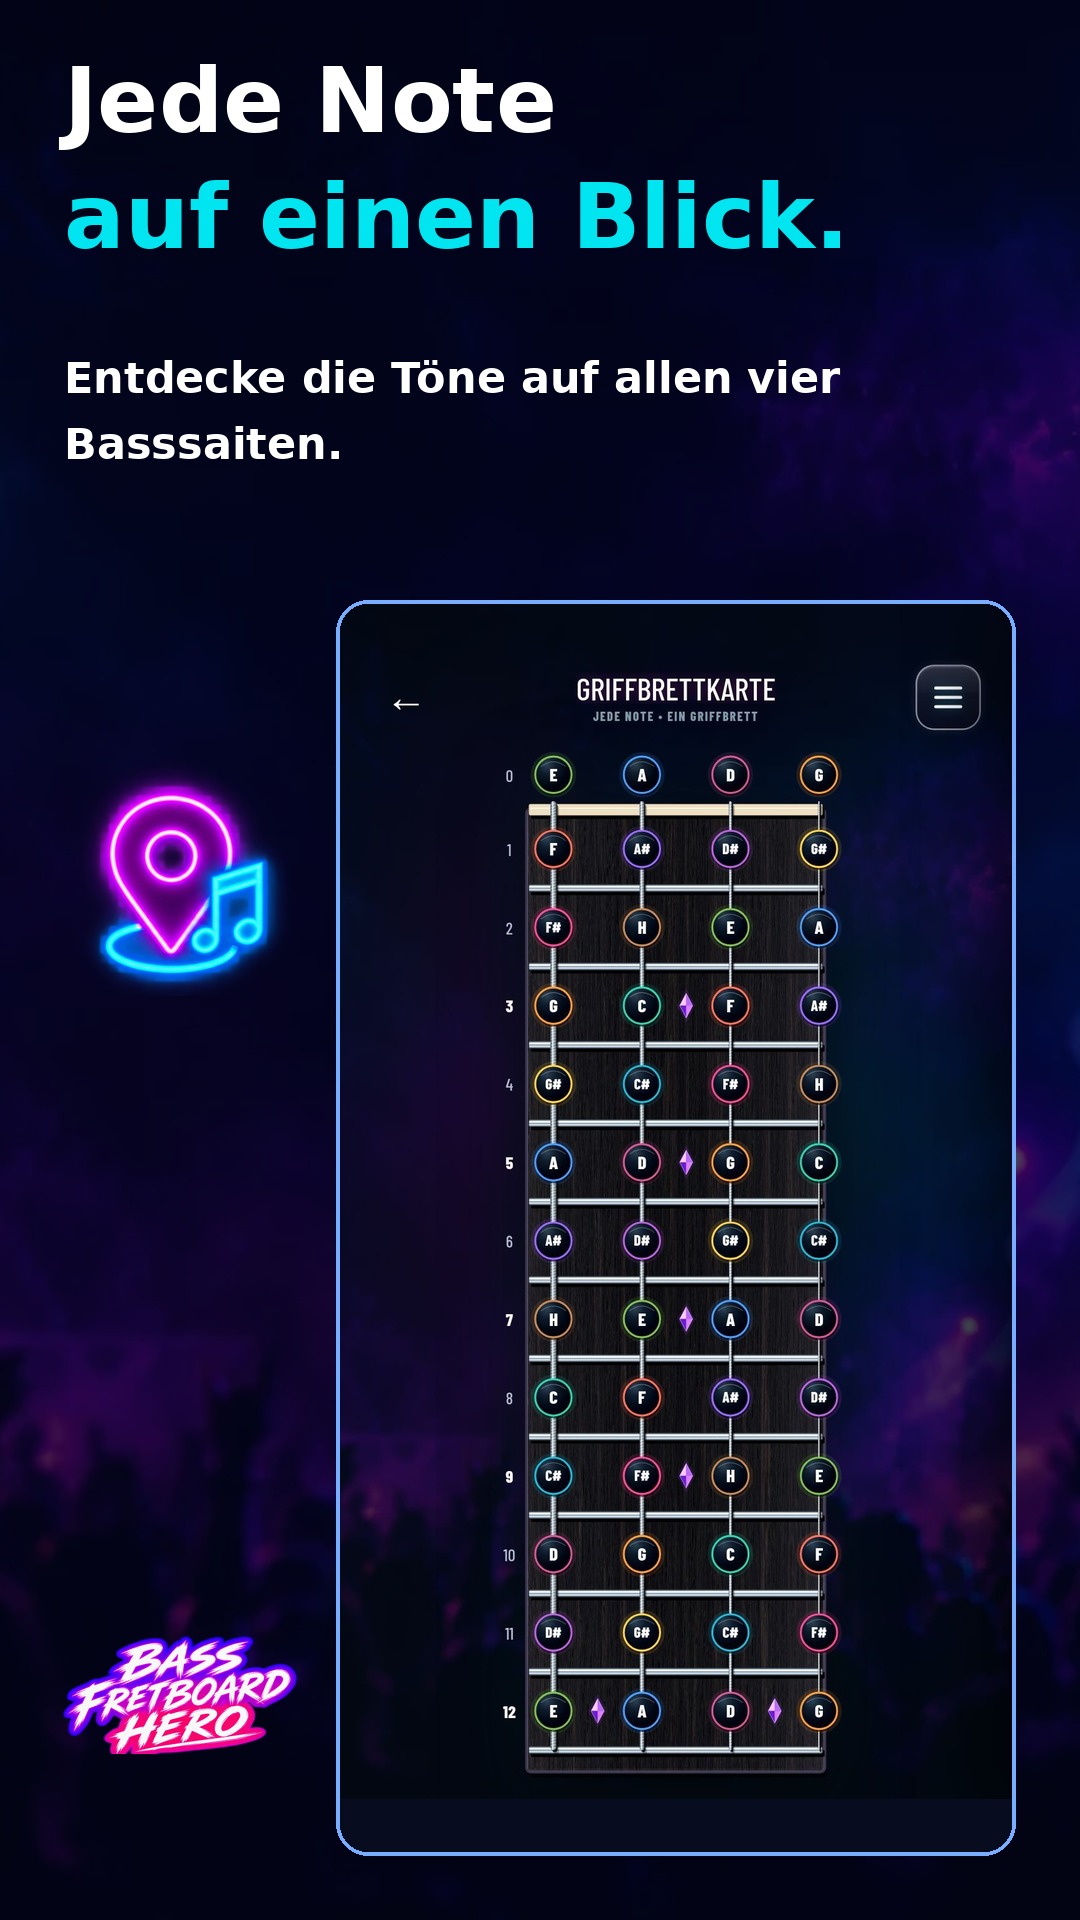 Jede Note
auf einen Blick.
Entdecke die Töne auf allen vier
Basssaiten.
←
GRIFFBRETTKARTE
JEDE NOTE • EIN GRIFFBRETT
0 E A D G
1 F A# D# G#
2 F# H E A
3 G C F A#
4 G# C# F# H
5 A D G C
6 A# D# G# C#
7 H E A D
8 C F A# D#
9 C# F# H E
10 D G C F
11 D# G# C# F#
12 E A D G
BASS
FRETBOARD
HERO